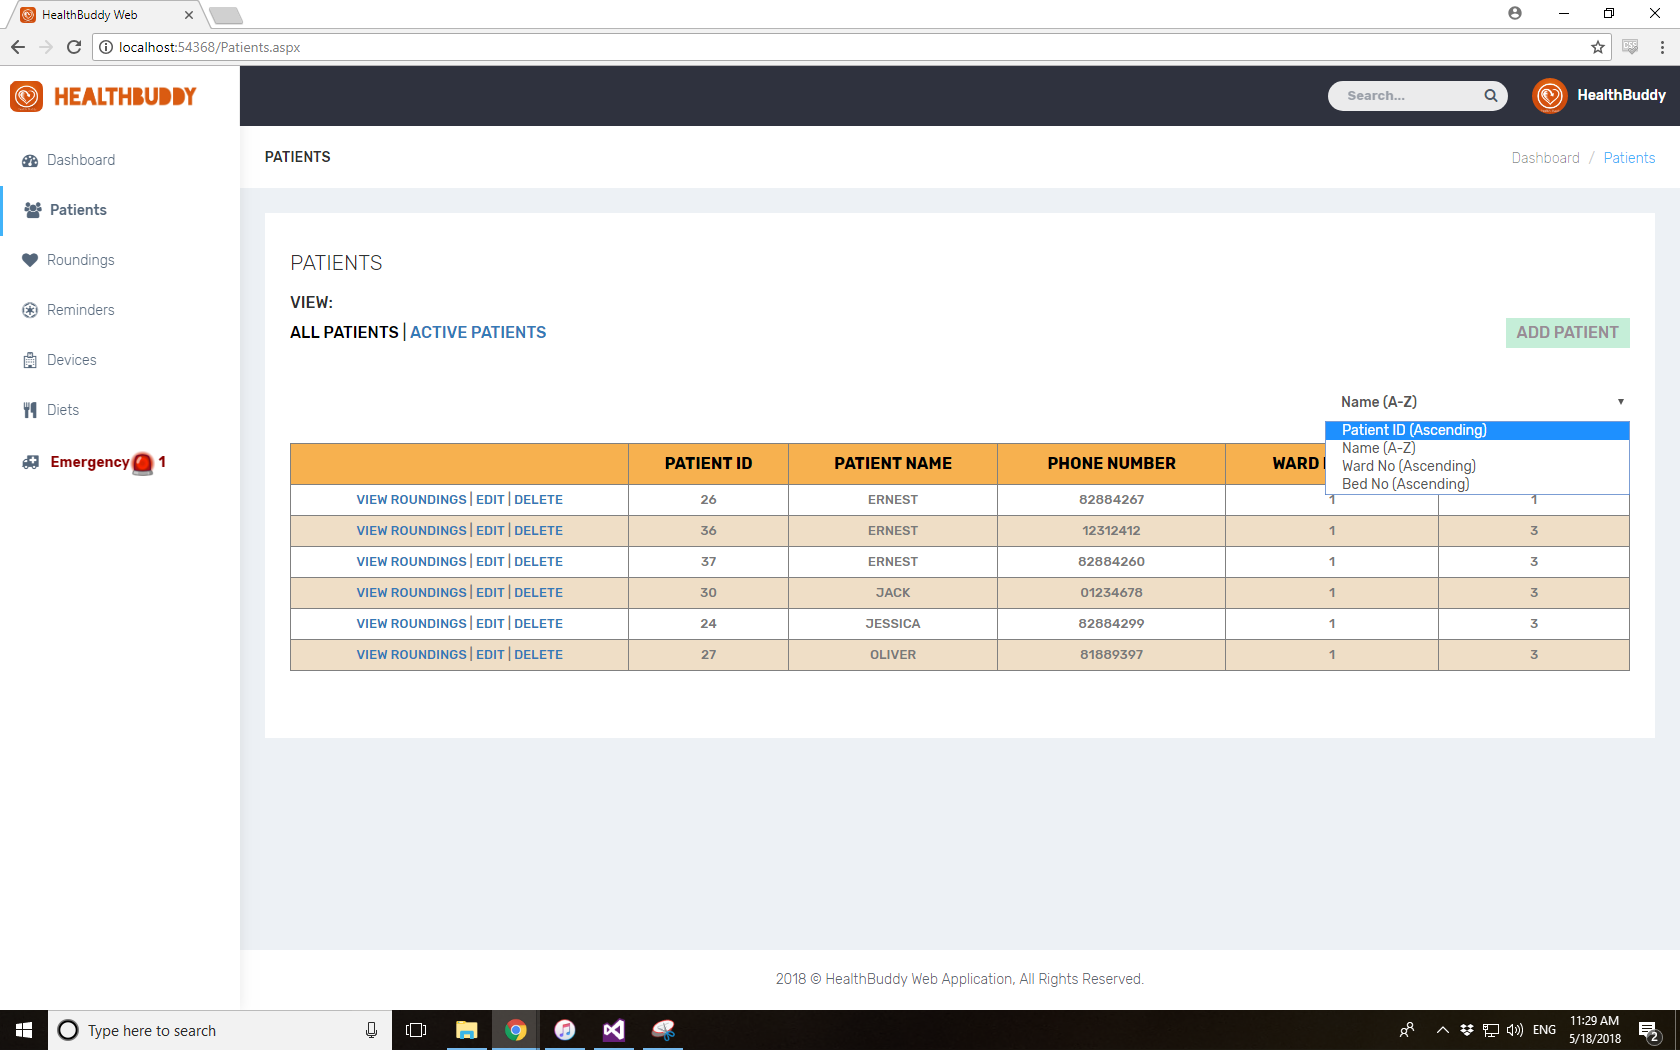 HealthBuddy Web
localhost:54368/Patients.aspx
HEALTHBUDDY
Search...
HealthBuddy
Dashboard
Patients
Roundings
Reminders
Devices
Diets
Emergency 1
PATIENTS
Dashboard / Patients
PATIENTS
VIEW:
ALL PATIENTS | ACTIVE PATIENTS
ADD PATIENT
Name (A-Z)
Patient ID (Ascending)
Name (A-Z)
Ward No (Ascending)
Bed No (Ascending)
PATIENT ID PATIENT NAME PHONE NUMBER WARD
VIEW ROUNDINGS | EDIT | DELETE 26 ERNEST 82884267 1 1
VIEW ROUNDINGS | EDIT | DELETE 36 ERNEST 12312412 1 3
VIEW ROUNDINGS | EDIT | DELETE 37 ERNEST 82884260 1 3
VIEW ROUNDINGS | EDIT | DELETE 30 JACK 01234678 1 3
VIEW ROUNDINGS | EDIT | DELETE 24 JESSICA 82884299 1 3
VIEW ROUNDINGS | EDIT | DELETE 27 OLIVER 81889397 1 3
2018 © HealthBuddy Web Application, All Rights Reserved.
Type here to search
ENG
11:29 AM
5/18/2018
2